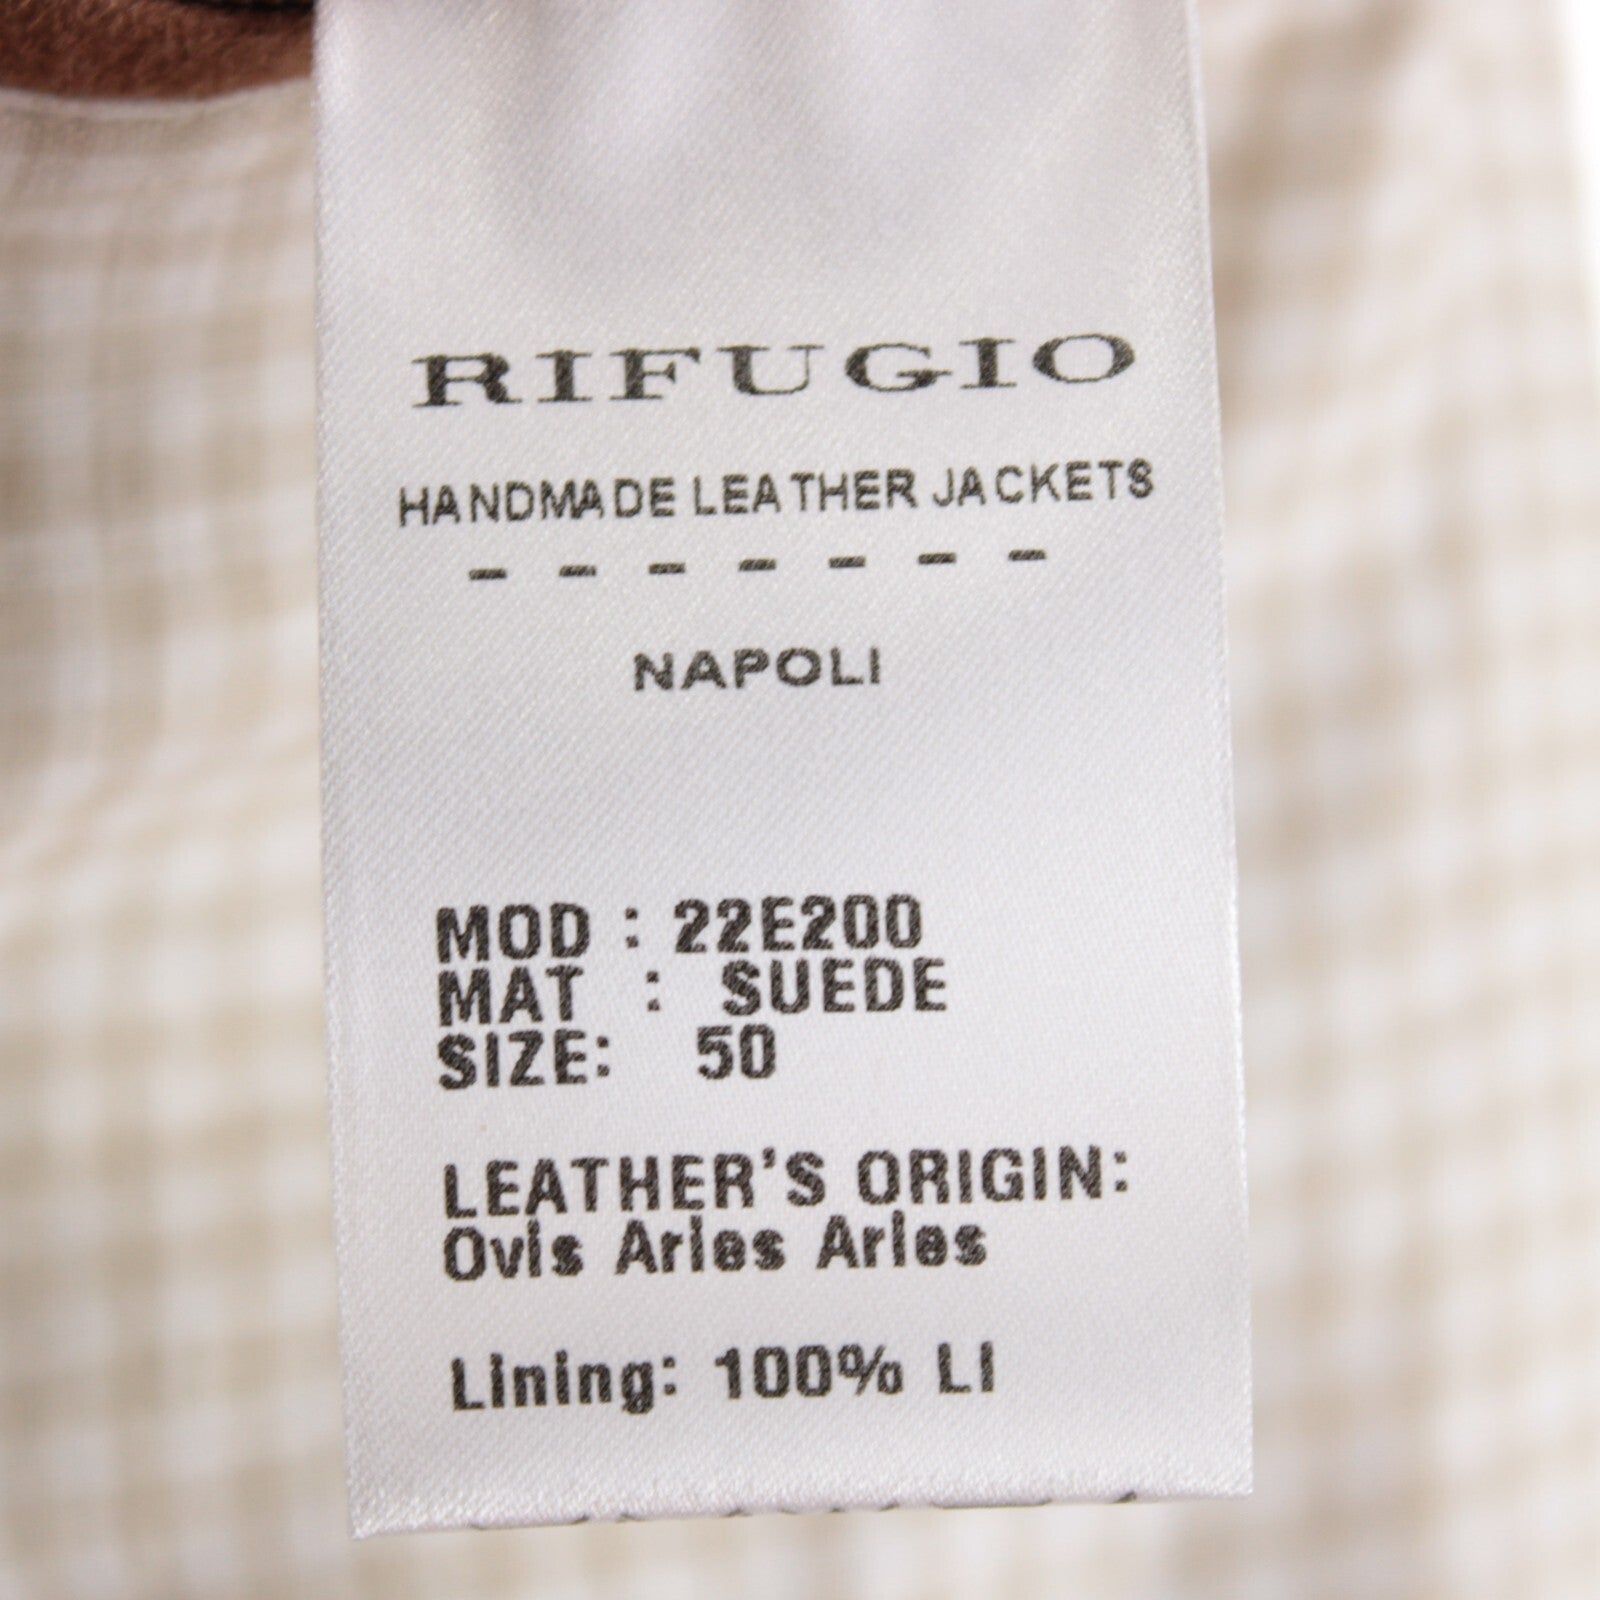 RIFUGIO
HANDMADE LEATHER JACKETS
- - - - - - -
NAPOLI
MOD : 22E200
MAT : SUEDE
SIZE: 50
LEATHER'S ORIGIN:
Ovis Aries Aries
Lining: 100% LI